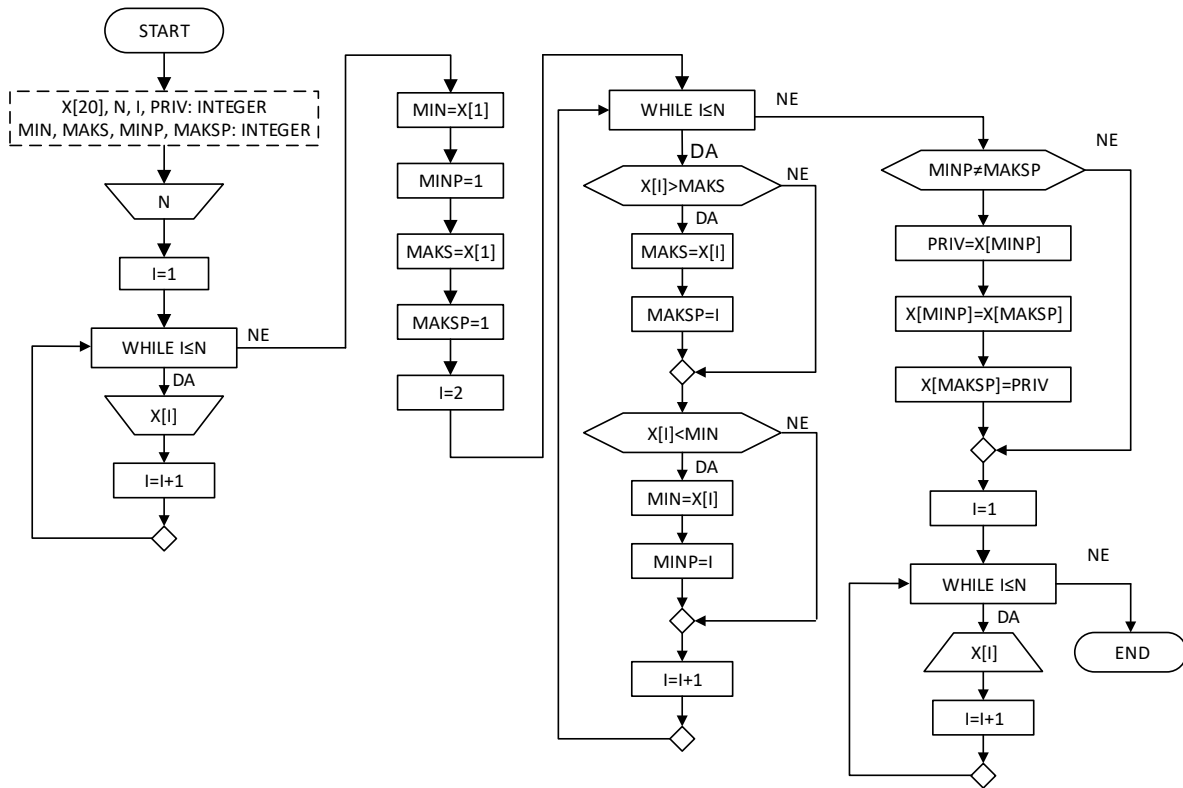 START
X[20], N, I, PRIV: INTEGER
MIN, MAKS, MINP, MAKSP: INTEGER
N
I=1
WHILE I≤N
NE
DA
X[I]
I=I+1
MIN=X[1]
MINP=1
MAKS=X[1]
MAKSP=1
I=2
WHILE I≤N
NE
DA
X[I]>MAKS
NE
DA
MAKS=X[I]
MAKSP=I
X[I]<MIN
NE
DA
MIN=X[I]
MINP=I
I=I+1
MINP≠MAKSP
NE
PRIV=X[MINP]
X[MINP]=X[MAKSP]
X[MAKSP]=PRIV
I=1
WHILE I≤N
NE
DA
X[I]
I=I+1
END